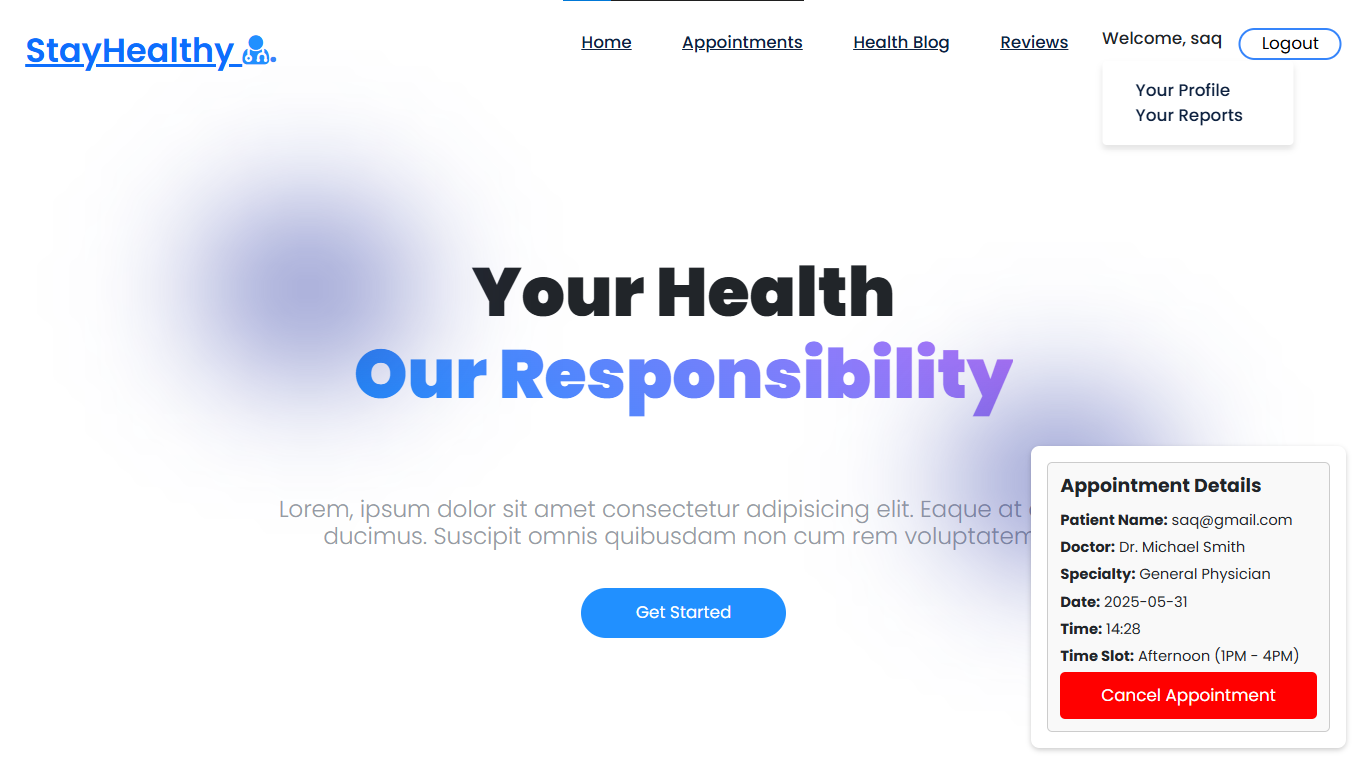 StayHealthy
Home
Appointments
Health Blog
Reviews
Welcome, saq
Logout
Your Profile
Your Reports
Your Health
Our Responsibility
Lorem, ipsum dolor sit amet consectetur adipisicing elit. Eaque at
ducimus. Suscipit omnis quibusdam non cum rem voluptatem
Get Started
Appointment Details
Patient Name: saq@gmail.com
Doctor: Dr. Michael Smith
Specialty: General Physician
Date: 2025-05-31
Time: 14:28
Time Slot: Afternoon (1PM - 4PM)
Cancel Appointment